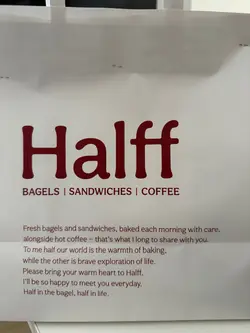 Halff
BAGELS | SANDWICHES | COFFEE
Fresh bagels and sandwiches, baked each morning with care,
alongside hot coffee – that's what I long to share with you.
To me half our world is the warmth of baking,
while the other is brave exploration of life.
Please bring your warm heart to Halff.
I'll be so happy to meet you everyday.
Half in the bagel, half in life.